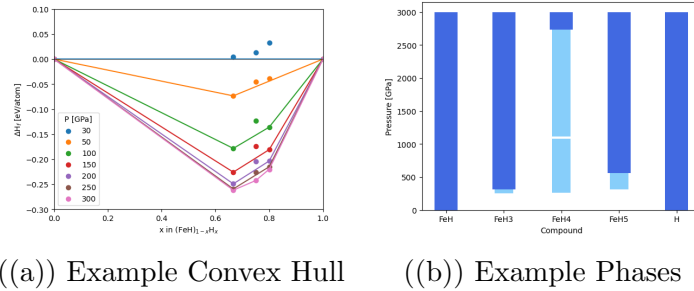 0.10
0.05
0.00
−0.05
−0.10
−0.15
−0.20
−0.25
−0.30
ΔHf [eV/atom]
P [GPa]
30
50
100
150
200
250
300
0.0 0.2 0.4 0.6 0.8 1.0
x in (FeH)1−xHx
3000
2500
2000
1500
1000
500
0
Pressure [GPa]
FeH FeH3 FeH4 FeH5 H
Compound
((a)) Example Convex Hull
((b)) Example Phases